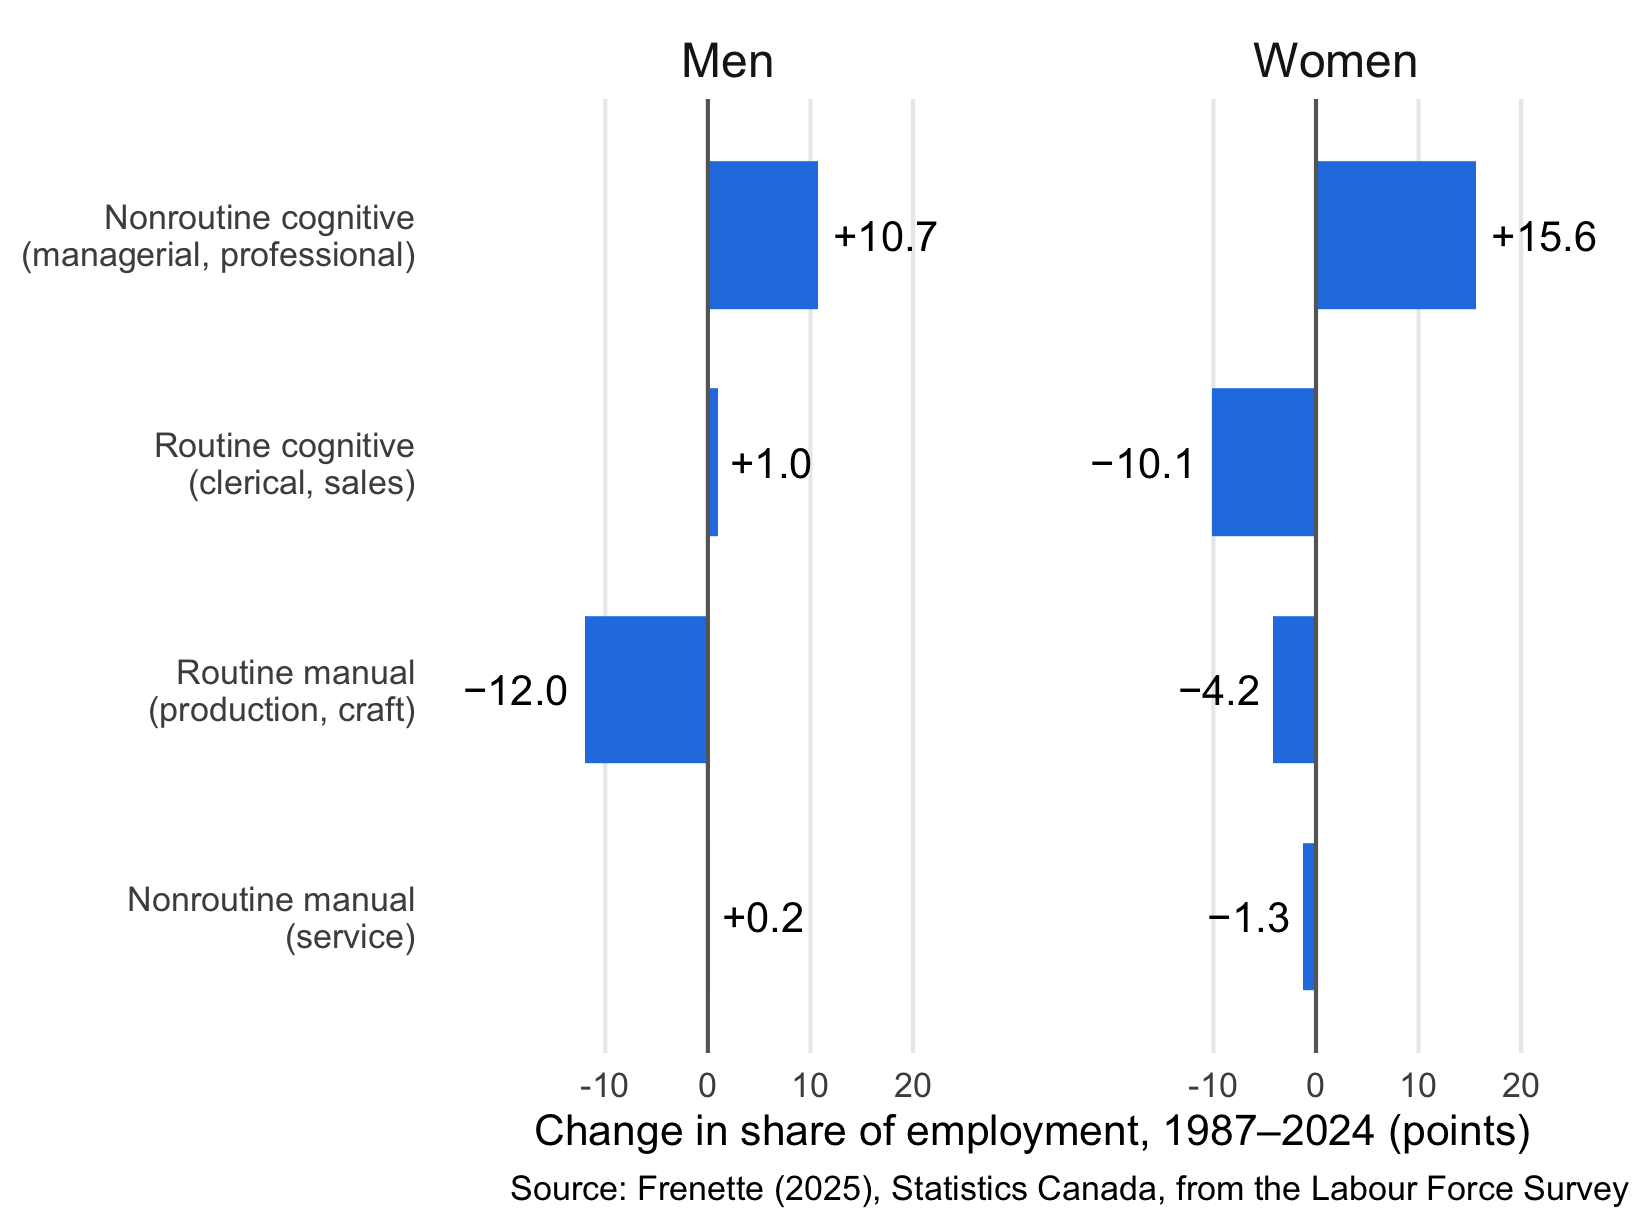 Men
Women
Nonroutine cognitive
(managerial, professional)
+10.7
+15.6
Routine cognitive
(clerical, sales)
+1.0
−10.1
Routine manual
(production, craft)
−12.0
−4.2
Nonroutine manual
(service)
+0.2
−1.3
-10 0 10 20
-10 0 10 20
Change in share of employment, 1987–2024 (points)
Source: Frenette (2025), Statistics Canada, from the Labour Force Survey